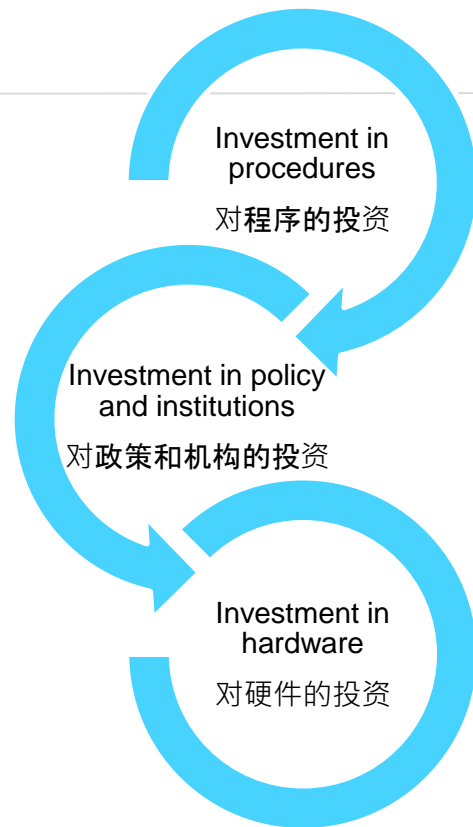 Investment in
procedures
对程序的投资
Investment in policy
and institutions
对政策和机构的投资
Investment in
hardware
对硬件的投资